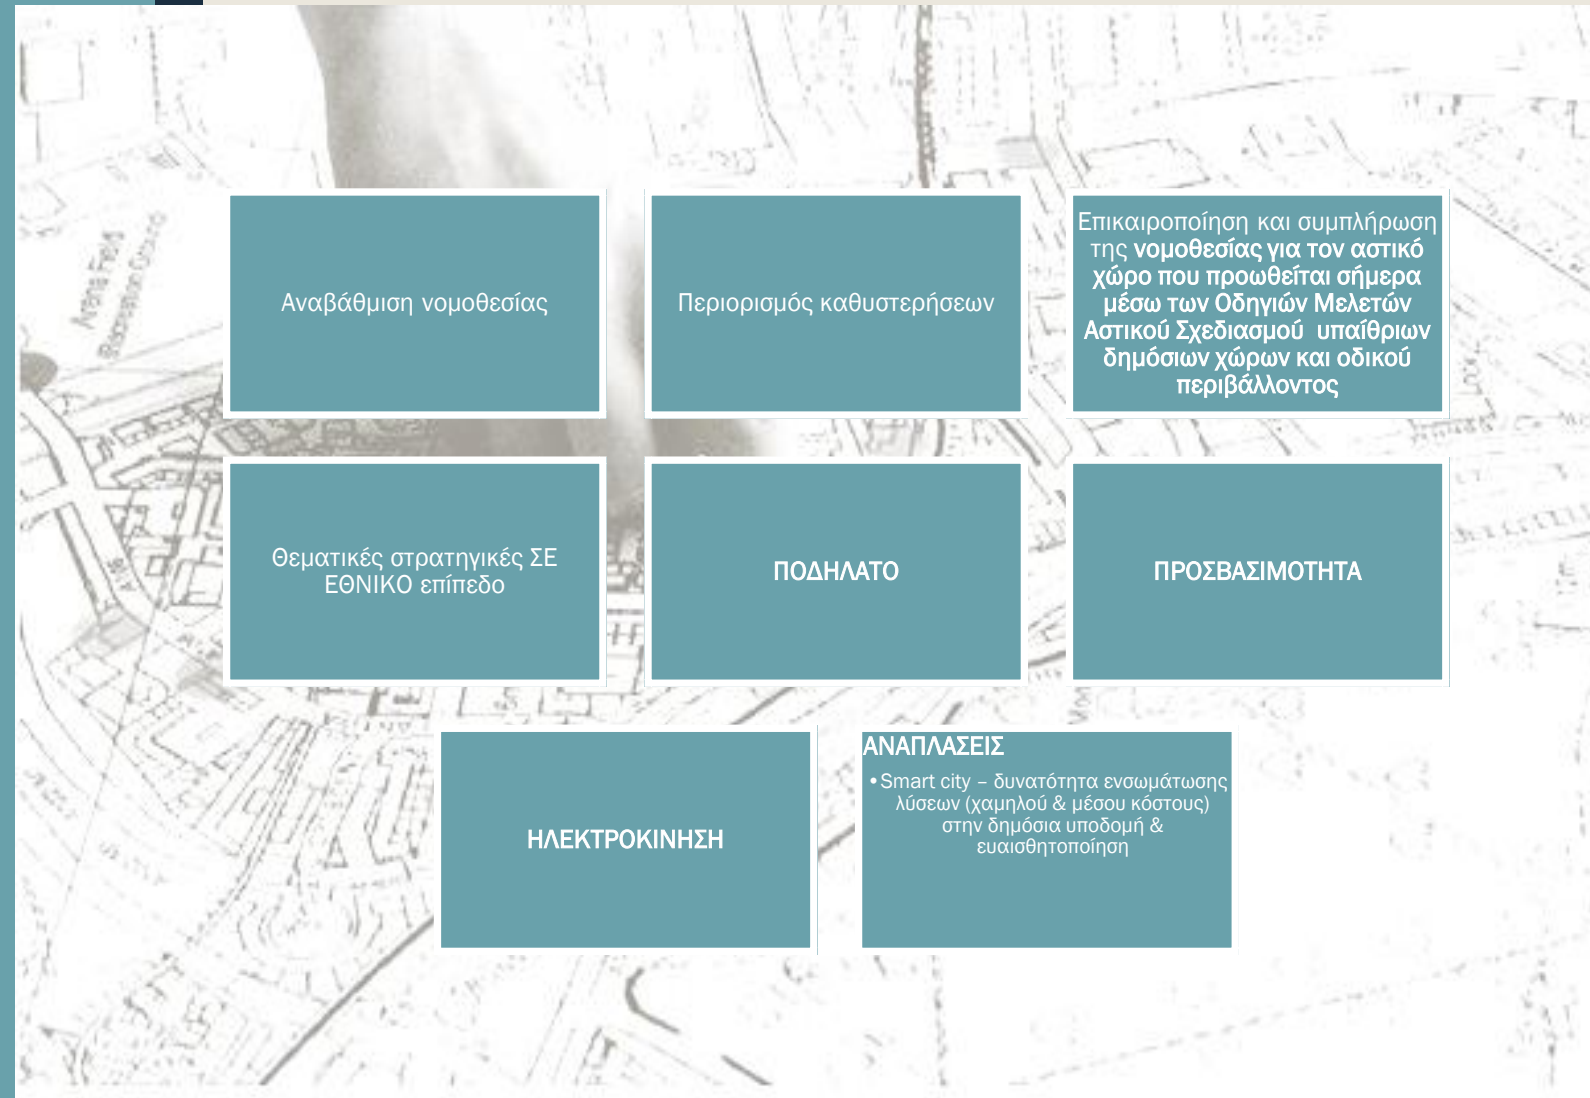 Αναβάθμιση νομοθεσίας
Περιορισμός καθυστερήσεων
Επικαιροποίηση και συμπλήρωση
της νομοθεσίας για τον αστικό
χώρο που προωθείται σήμερα
μέσω των Οδηγιών Μελετών
Αστικού Σχεδιασμού υπαίθριων
δημόσιων χώρων και οδικού
περιβάλλοντος
Θεματικές στρατηγικές ΣΕ
ΕΘΝΙΚΟ επίπεδο
ΠΟΔΗΛΑΤΟ
ΠΡΟΣΒΑΣΙΜΟΤΗΤΑ
ΗΛΕΚΤΡΟΚΙΝΗΣΗ
ΑΝΑΠΛΑΣΕΙΣ
•Smart city – δυνατότητα ενσωμάτωσης
λύσεων (χαμηλού & μέσου κόστους)
στην δημόσια υποδομή &
ευαισθητοποίηση
Arena Field